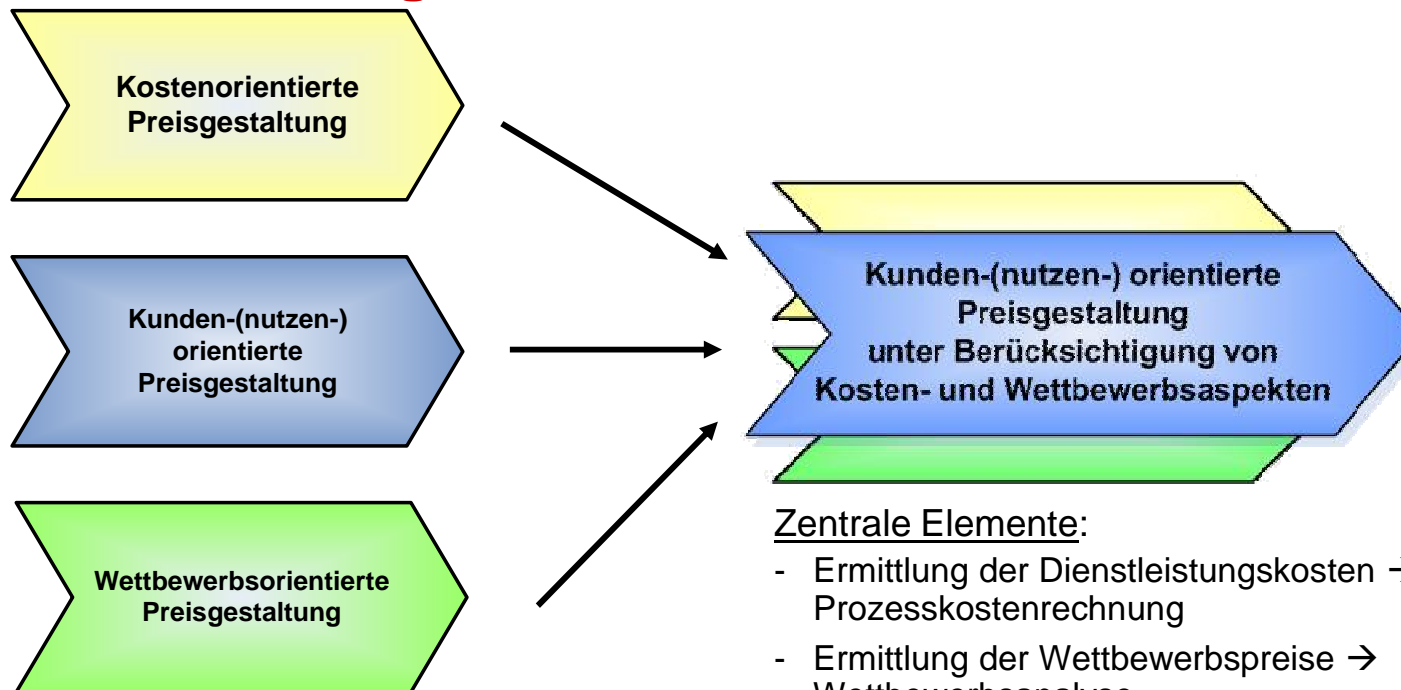 Kostenorientierte
Preisgestaltung
Kunden-(nutzen-)
orientierte
Preisgestaltung
Wettbewerbsorientierte
Preisgestaltung
Kunden-(nutzen-) orientierte
Preisgestaltung
unter Berücksichtigung von
Kosten- und Wettbewerbsaspekten
Zentrale Elemente:
- Ermittlung der Dienstleistungskosten →
Prozesskostenrechnung
- Ermittlung der Wettbewerbspreise →
Wettbewerbsanalyse